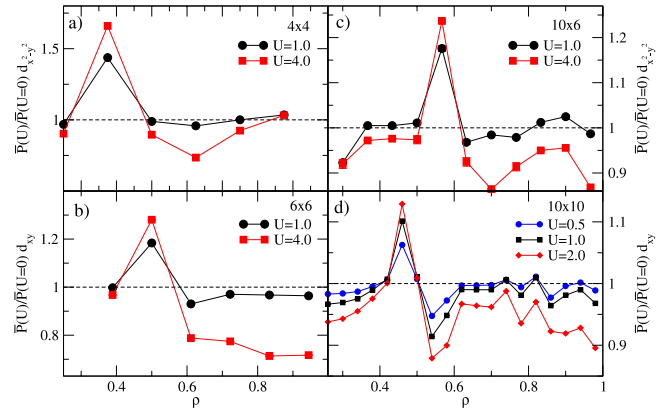 a)
4x4
U=1.0
U=4.0
1.5
1
P̅(U)/P̅(U=0) d_{x²-y²}
c)
10x6
U=1.0
U=4.0
1.2
1.1
1
0.9
P̅(U)/P̅(U=0) d_{x²-y²}
b)
6x6
U=1.0
U=4.0
1.2
1
0.8
P̅(U)/P̅(U=0) d_{xy}
0.4
0.6
0.8
ρ
d)
10x10
U=0.5
U=1.0
U=2.0
1.1
1
0.9
P̅(U)/P̅(U=0) d_{xy}
0.4
0.6
0.8
1
ρ